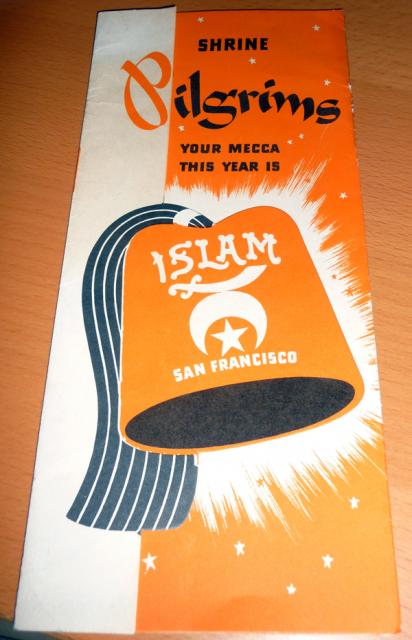 SHRINE
Pilgrims
YOUR MECCA
THIS YEAR IS
ISLAM
SAN FRANCISCO